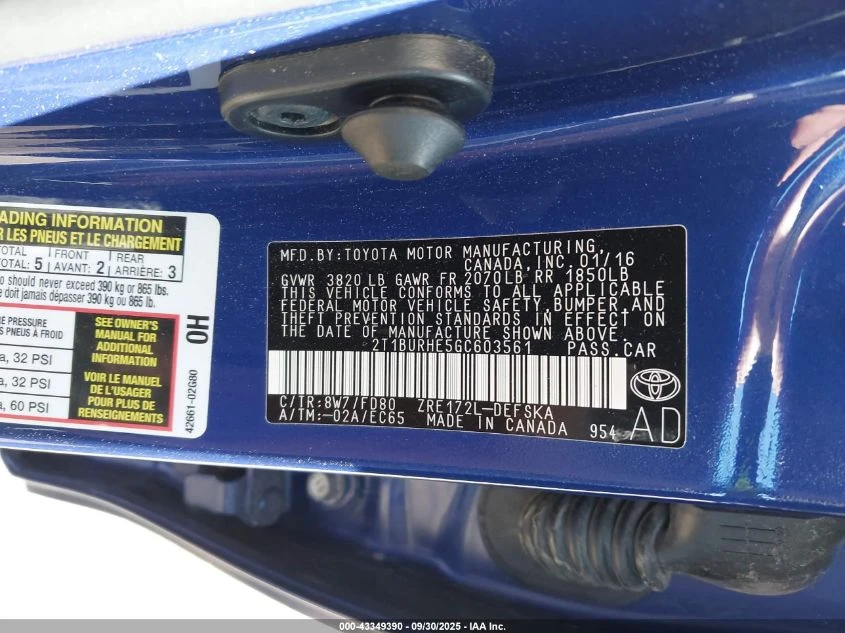 ADING INFORMATION
R LES PNEUS ET LE CHARGEMENT
OTAL 5 FRONT 2 REAR 3
OTAL: AVANT: ARRIÈRE:
o should never exceed 390 kg or 865 lbs.
e doit jamais dépasser 390 kg ou 865 lb.
E PRESSURE
S PNEUS À FROID
a, 32 PSI
a, 32 PSI
a, 60 PSI
SEE OWNER'S
MANUAL FOR
ADDITIONAL
INFORMATION
VOIR LE MANUEL
DE L'USAGER
POUR PLUS DE
RENSEIGNEMENTS
0H
42661-02G80
MFD.BY:TOYOTA MOTOR MANUFACTURING
CANADA,INC.01/16
GVWR 3820LB GAWR FR 2070LB RR 1850LB
THIS VEHICLE CONFORMS TO ALL APPLICABLE
FEDERAL MOTOR VEHICLE SAFETY,BUMPER AND
THEFT PREVENTION STANDARDS IN EFFECT ON
THE DATE OF MANUFACTURE SHOWN ABOVE.
2T1BURHE5GC603561 PASS.CAR
C/TR:8W7/FD80 ZRE172L-DEFSKA
A/TM:-02A/EC65 MADE IN CANADA 954
AD
000-43349390 - 09/30/2025 - IAA Inc.